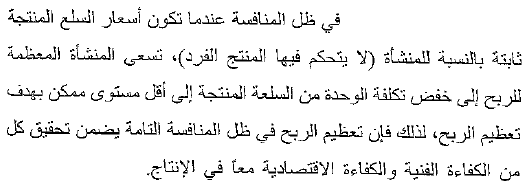 في ظل المنافسة عندما تكون أسعار السلع المنتجة
ثابتة بالنسبة للمنشأة (لا يتحكم فيها المنتج الفرد)، تسعى المنشأة المعظمة
للربح إلى خفض تكلفة الوحدة من السلعة المنتجة إلى أقل مستوى ممكن بهدف
تعظيم الربح، لذلك فإن تعظيم الربح في ظل المنافسة التامة يضمن تحقيق كل
من الكفاءة الفنية والكفاءة الاقتصادية معاً في الإنتاج.